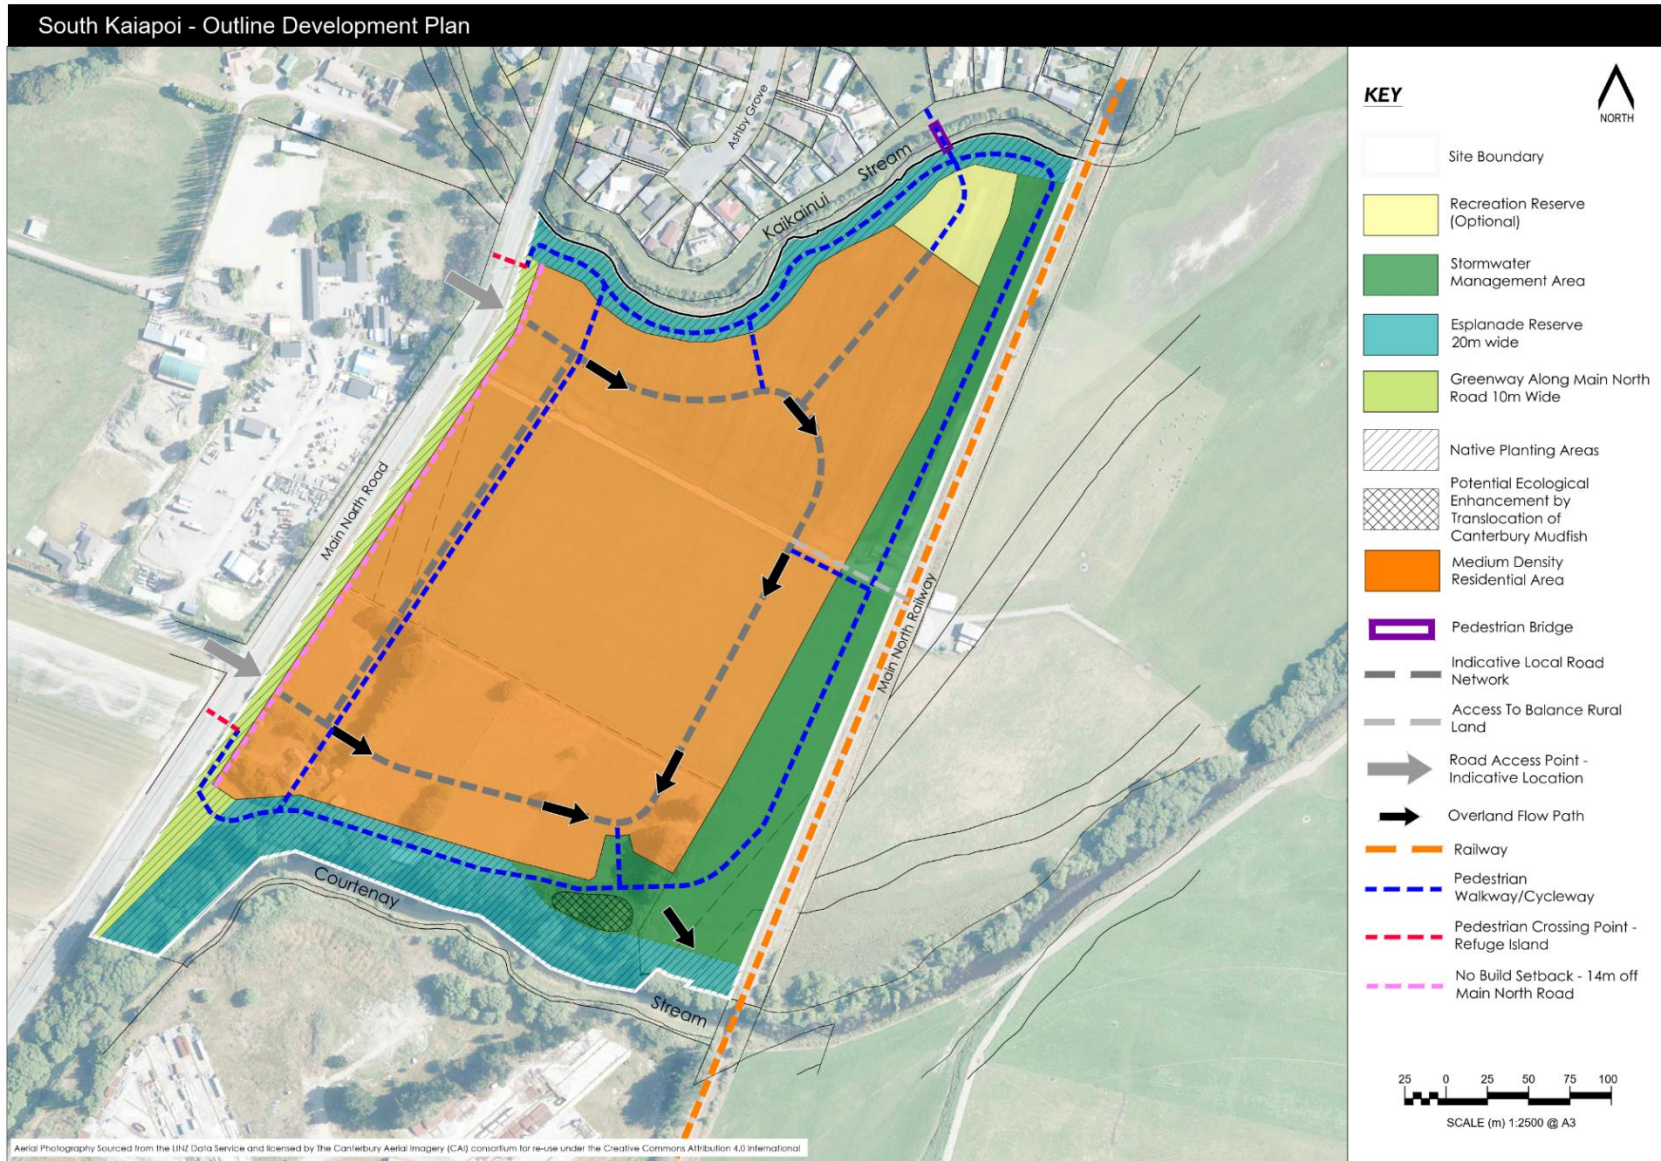 South Kaiapoi - Outline Development Plan
Ashby Grove
Kaikainui Stream
Main North Road
Main North Railway
Courtenay
Stream
KEY
NORTH
Site Boundary
Recreation Reserve
(Optional)
Stormwater
Management Area
Esplanade Reserve
20m wide
Greenway Along Main North
Road 10m Wide
Native Planting Areas
Potential Ecological
Enhancement by
Translocation of
Canterbury Mudfish
Medium Density
Residential Area
Pedestrian Bridge
Indicative Local Road
Network
Access To Balance Rural
Land
Road Access Point -
Indicative Location
Overland Flow Path
Railway
Pedestrian
Walkway/Cycleway
Pedestrian Crossing Point -
Refuge Island
No Build Setback - 14m off
Main North Road
25 0 25 50 75 100
SCALE (m) 1:2500 @ A3
Aerial Photography Sourced from the LINZ Data Service and licensed by The Canterbury Aerial Imagery (CAI) consortium for re-use under the Creative Commons Attribution 4.0 International